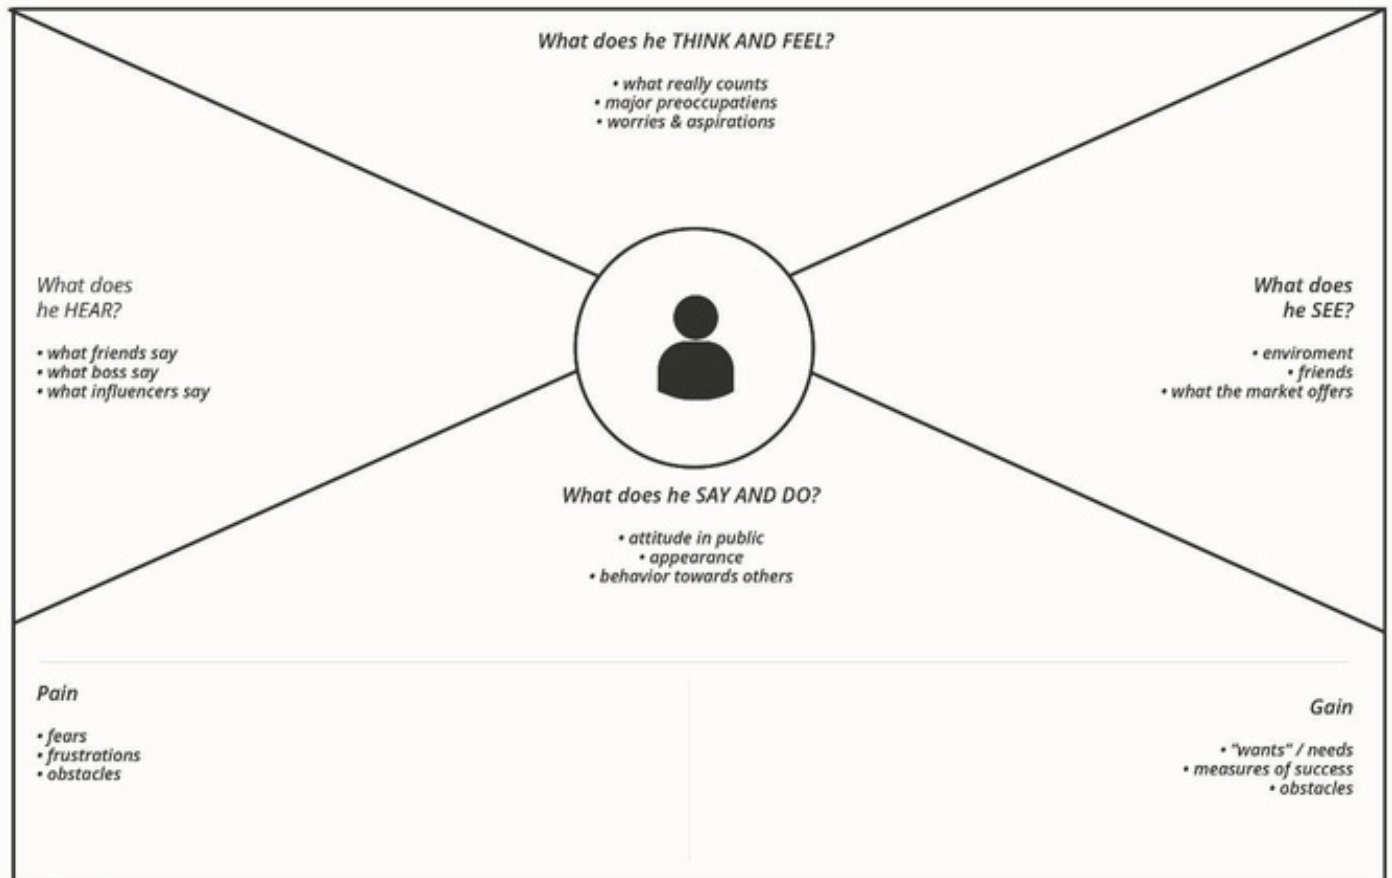 What does he THINK AND FEEL?
• what really counts
• major preoccupatiens
• worries & aspirations
What does
he HEAR?
• what friends say
• what boss say
• what influencers say
What does
he SEE?
• enviroment
• friends
• what the market offers
What does he SAY AND DO?
• attitude in public
• appearance
• behavior towards others
Pain
• fears
• frustrations
• obstacles
Gain
• "wants" / needs
• measures of success
• obstacles